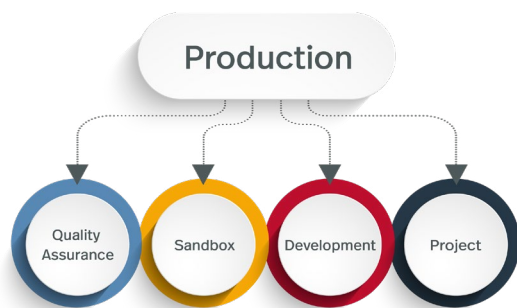 Production
Quality
Assurance
Sandbox
Development
Project